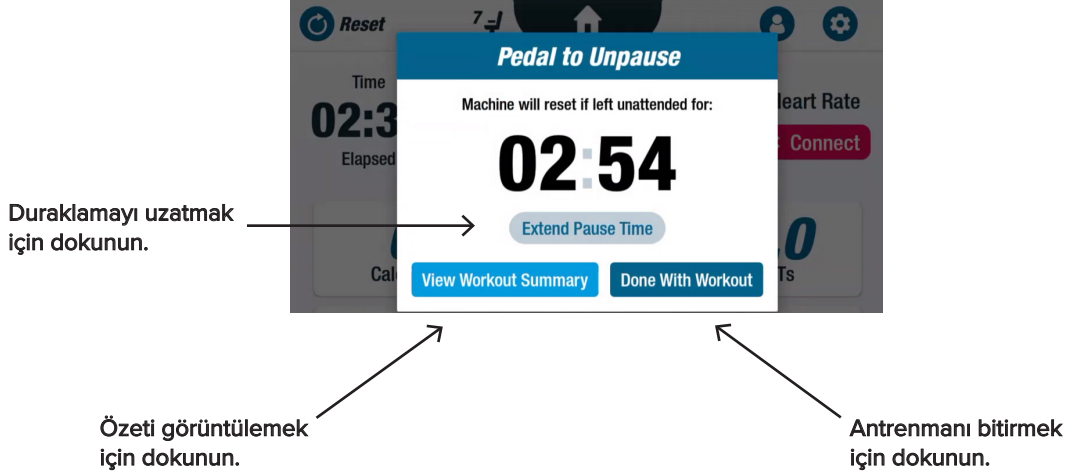 Reset
7
Pedal to Unpause
Time
Machine will reset if left unattended for:
Heart Rate
02:3
02:54
Connect
Elapsed
Duraklamayı uzatmak
için dokunun.
Extend Pause Time
0
Cal
View Workout Summary
Done With Workout
Ts
Özeti görüntülemek
için dokunun.
Antrenmanı bitirmek
için dokunun.